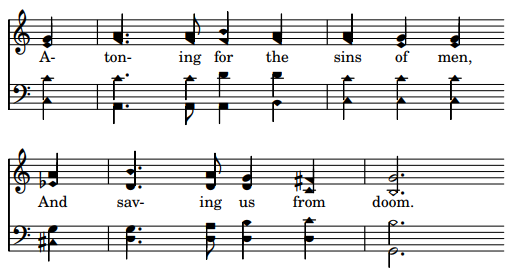 A- ton- ing for the sins of men,
And sav- ing us from doom.